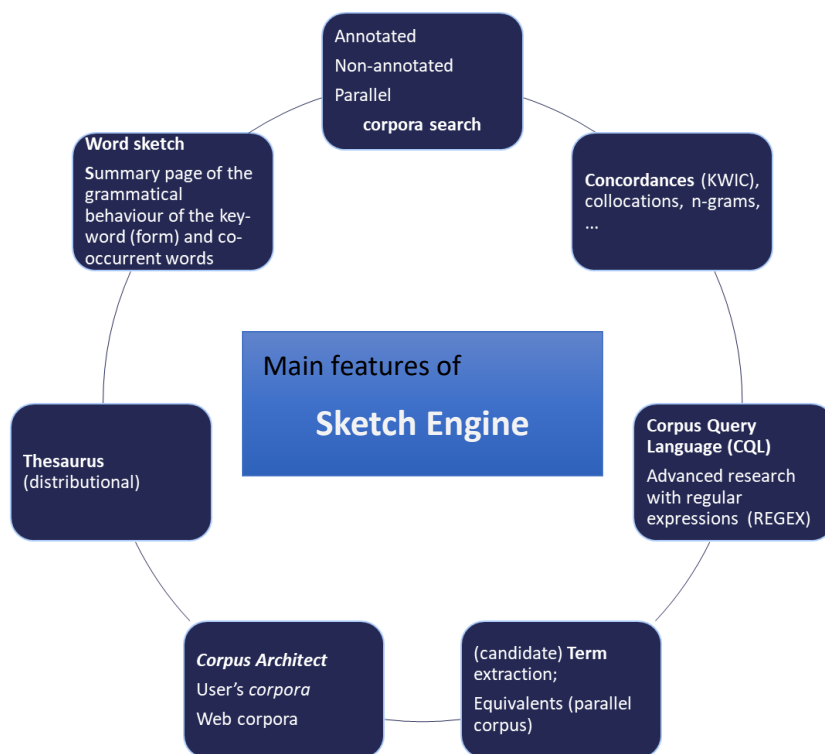 Annotated
Non-annotated
Parallel
corpora search
Concordances (KWIC),
collocations, n-grams,
...
Corpus Query
Language (CQL)
Advanced research
with regular
expressions (REGEX)
(candidate) Term
extraction;
Equivalents (parallel
corpus)
Corpus Architect
User's corpora
Web corpora
Thesaurus
(distributional)
Word sketch
Summary page of the
grammatical
behaviour of the key-
word (form) and co-
occurrent words
Main features of
Sketch Engine